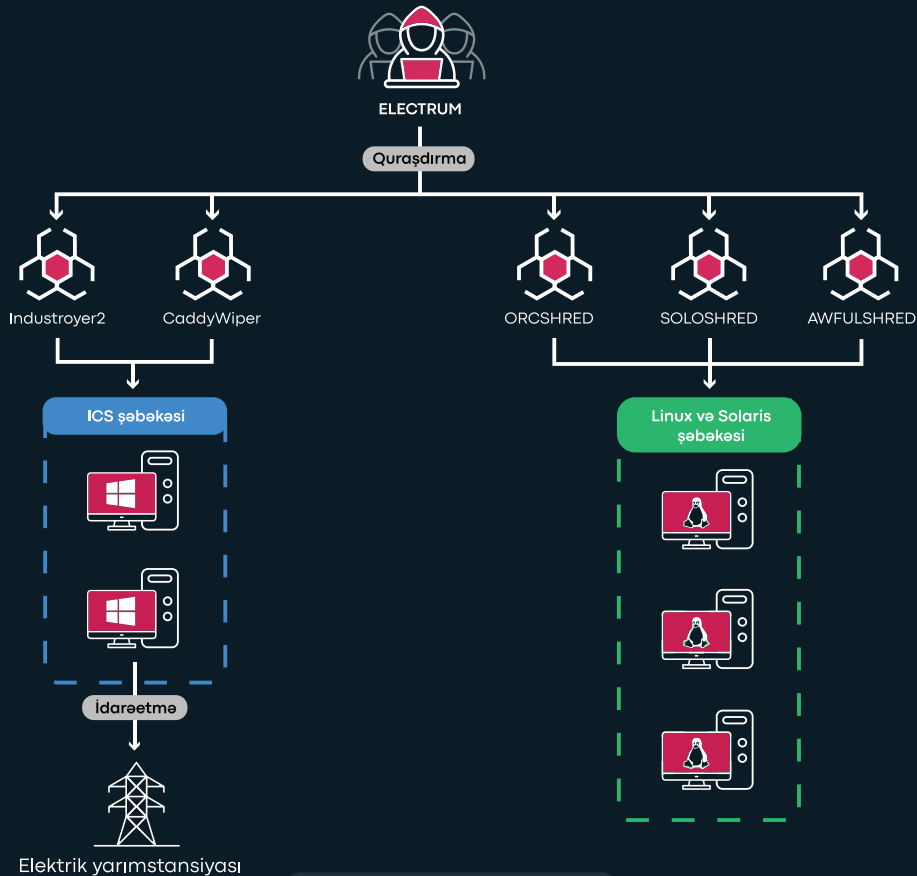 ELECTRUM
Quraşdırma
Industroyer2
CaddyWiper
ORCSHRED
SOLOSHRED
AWFULSHRED
ICS şəbəkəsi
Linux və Solaris
şəbəkəsi
İdarəetmə
Elektrik yarımstansiyası